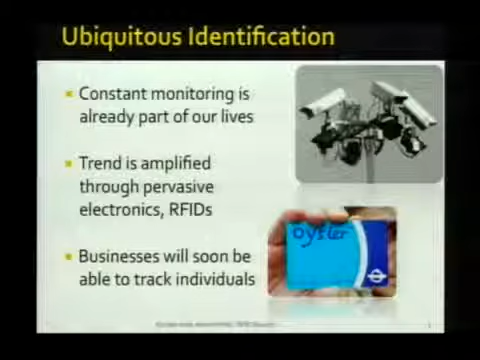 Ubiquitous Identification
Constant monitoring is
already part of our lives
Trend is amplified
through pervasive
electronics, RFIDs
Businesses will soon be
able to track individuals
oyster